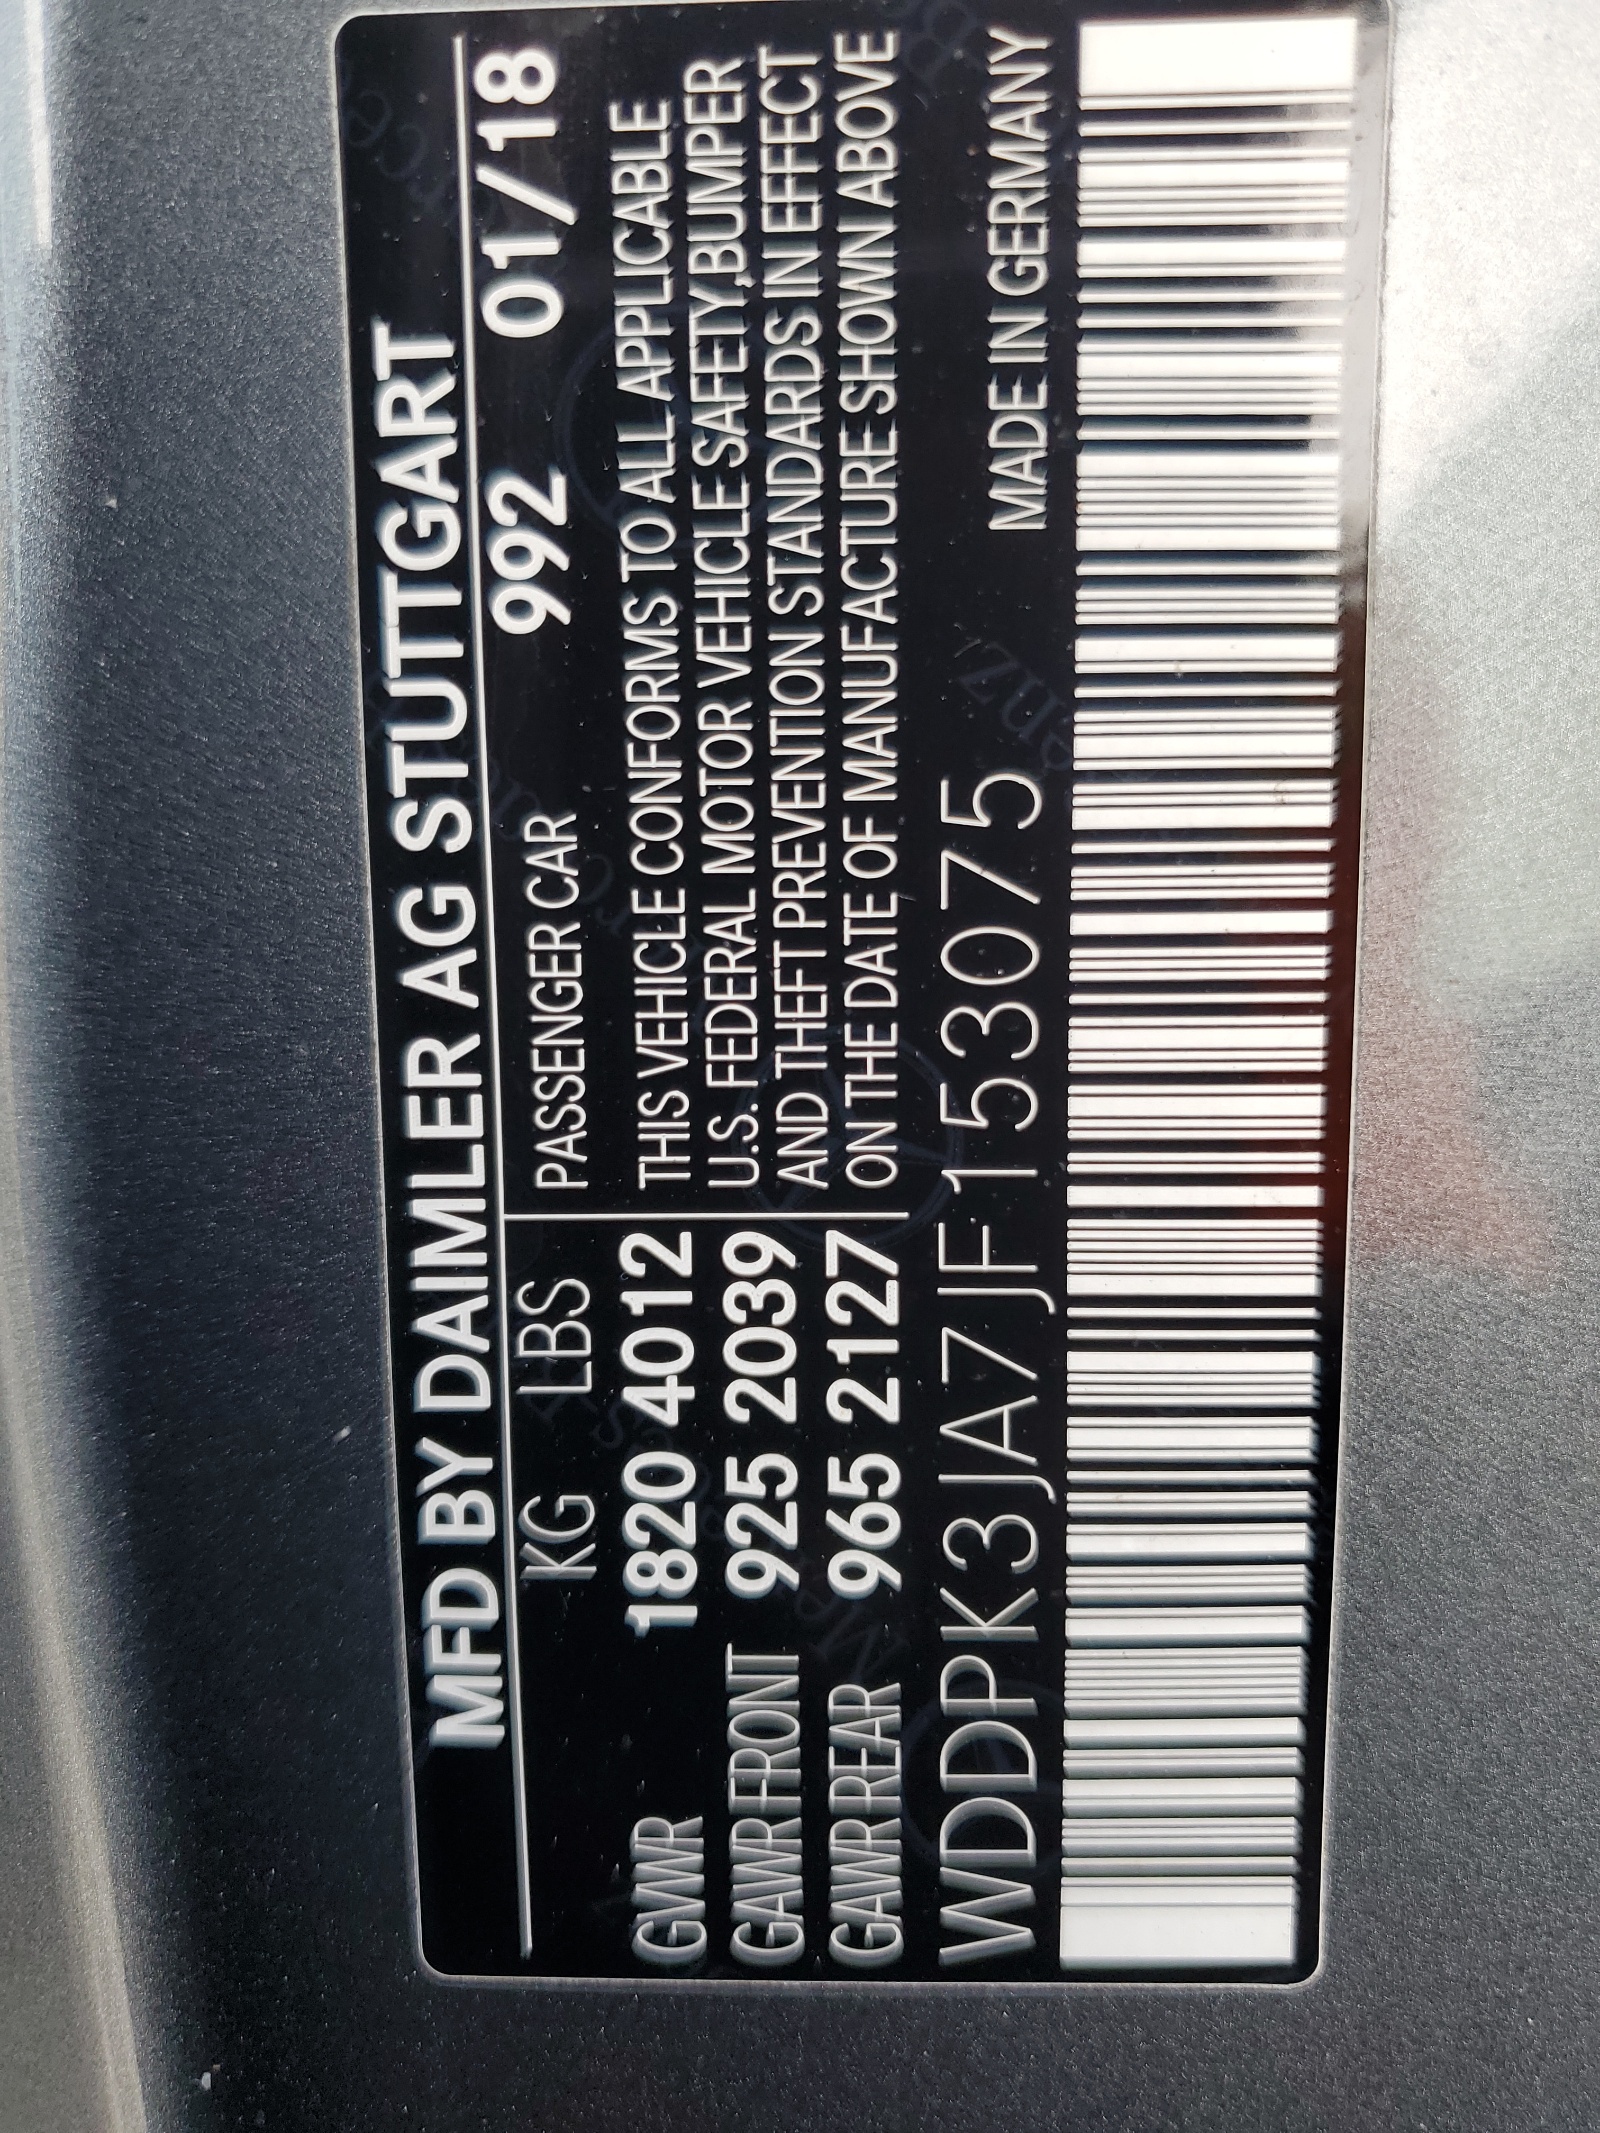 MFD BY DAIMLER AG STUTTGART
KG LBS PASSENGER CAR 992 01/18
GVWR 1820 4012 THIS VEHICLE CONFORMS TO ALL APPLICABLE
U.S. FEDERAL MOTOR VEHICLE SAFETY,BUMPER
GAWR FRONT 925 2039 AND THEFT PREVENTION STANDARDS IN EFFECT
GAWR REAR 965 2127 ON THE DATE OF MANUFACTURE SHOWN ABOVE
WDDPK3JA7JF153075 MADE IN GERMANY